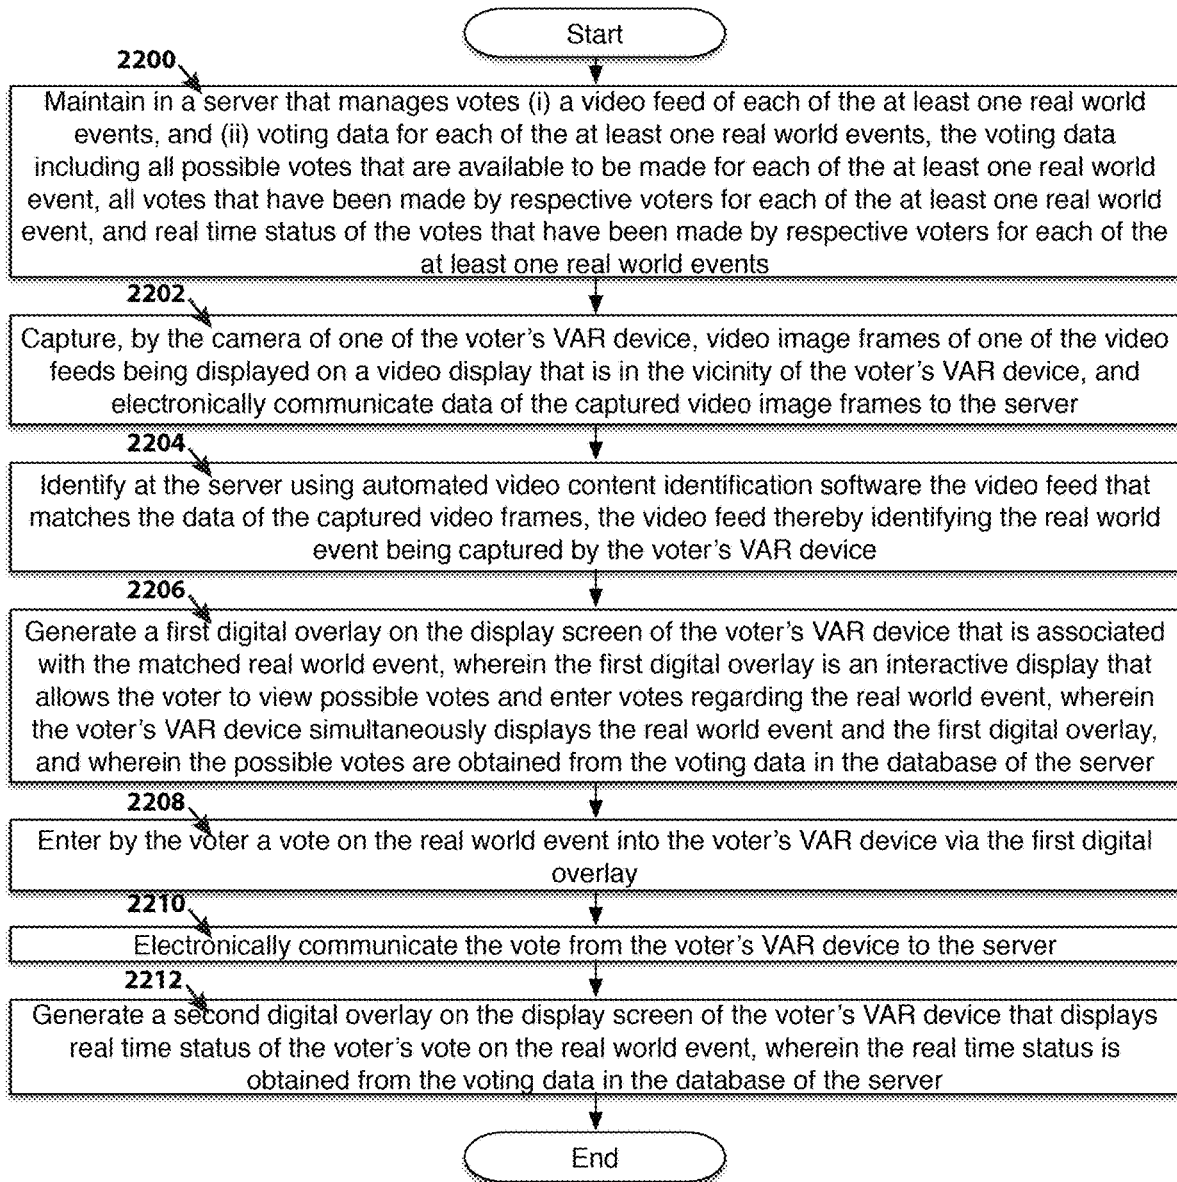 Start
2200
Maintain in a server that manages votes (i) a video feed of each of the at least one real world
events, and (ii) voting data for each of the at least one real world events, the voting data
including all possible votes that are available to be made for each of the at least one real world
event, all votes that have been made by respective voters for each of the at least one real world
event, and real time status of the votes that have been made by respective voters for each of the
at least one real world events
2202
Capture, by the camera of one of the voter's VAR device, video image frames of one of the video
feeds being displayed on a video display that is in the vicinity of the voter's VAR device, and
electronically communicate data of the captured video image frames to the server
2204
Identify at the server using automated video content identification software the video feed that
matches the data of the captured video frames, the video feed thereby identifying the real world
event being captured by the voter's VAR device
2206
Generate a first digital overlay on the display screen of the voter's VAR device that is associated
with the matched real world event, wherein the first digital overlay is an interactive display that
allows the voter to view possible votes and enter votes regarding the real world event, wherein
the voter's VAR device simultaneously displays the real world event and the first digital overlay,
and wherein the possible votes are obtained from the voting data in the database of the server
2208
Enter by the voter a vote on the real world event into the voter's VAR device via the first digital
overlay
2210
Electronically communicate the vote from the voter's VAR device to the server
2212
Generate a second digital overlay on the display screen of the voter's VAR device that displays
real time status of the voter's vote on the real world event, wherein the real time status is
obtained from the voting data in the database of the server
End